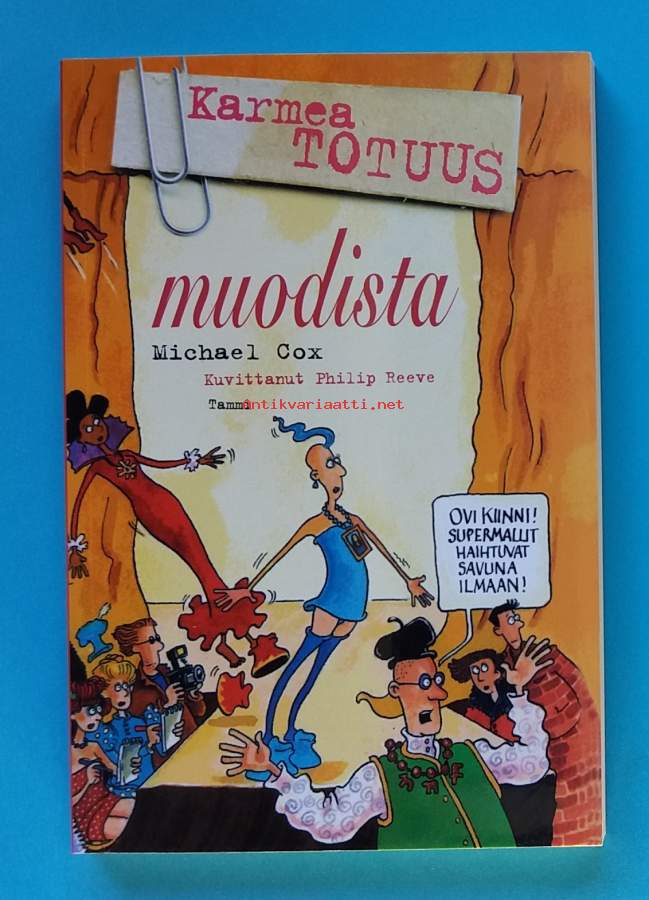 Karmea
TOTUUS
muodista
Michael Cox
Kuvittanut Philip Reeve
Tammi
antikvariaatti.net
OVI KIINNI!
SUPERMALLIT
HAIHTUVAT
SAVUNA
ILMAAN!